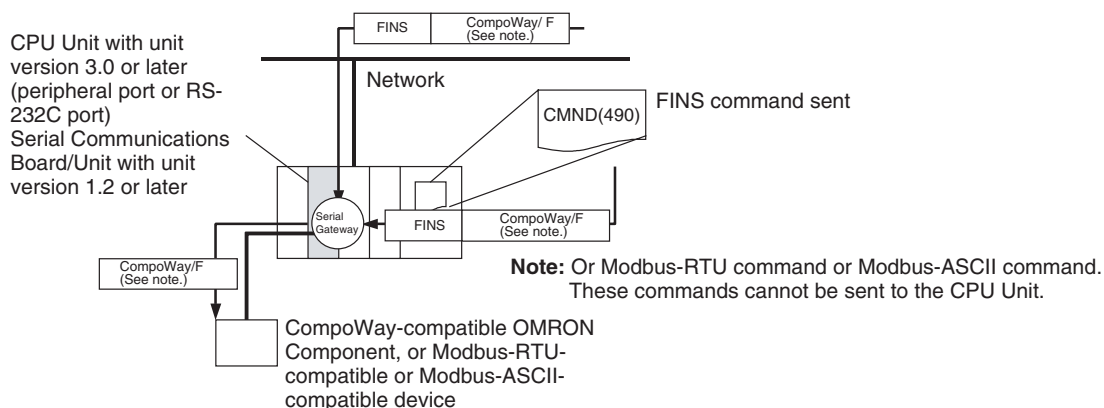 FINS
CompoWay/ F
(See note.)
CPU Unit with unit
version 3.0 or later
(peripheral port or RS-
232C port)
Serial Communications
Board/Unit with unit
version 1.2 or later
Network
CMND(490)
FINS command sent
Serial
Gateway
FINS
CompoWay/F
(See note.)
CompoWay/F
(See note.)
Note: Or Modbus-RTU command or Modbus-ASCII command.
These commands cannot be sent to the CPU Unit.
CompoWay-compatible OMRON
Component, or Modbus-RTU-
compatible or Modbus-ASCII-
compatible device